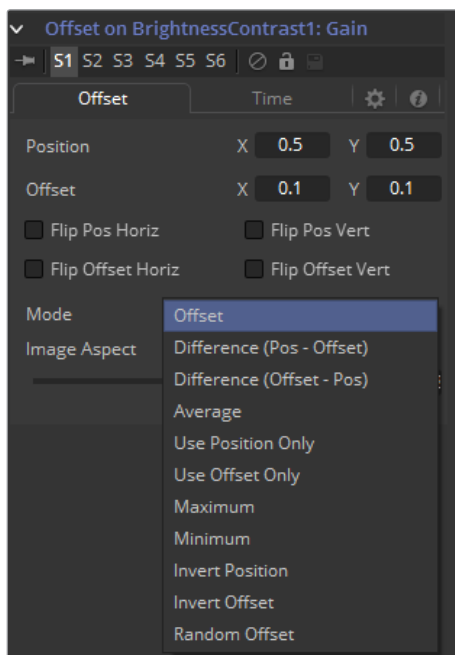 Offset on BrightnessContrast1: Gain
S1 S2 S3 S4 S5 S6
Offset Time
Position X 0.5 Y 0.5
Offset X 0.1 Y 0.1
Flip Pos Horiz Flip Pos Vert
Flip Offset Horiz Flip Offset Vert
Mode Offset
Image Aspect Difference (Pos - Offset)
Difference (Offset - Pos)
Average
Use Position Only
Use Offset Only
Maximum
Minimum
Invert Position
Invert Offset
Random Offset